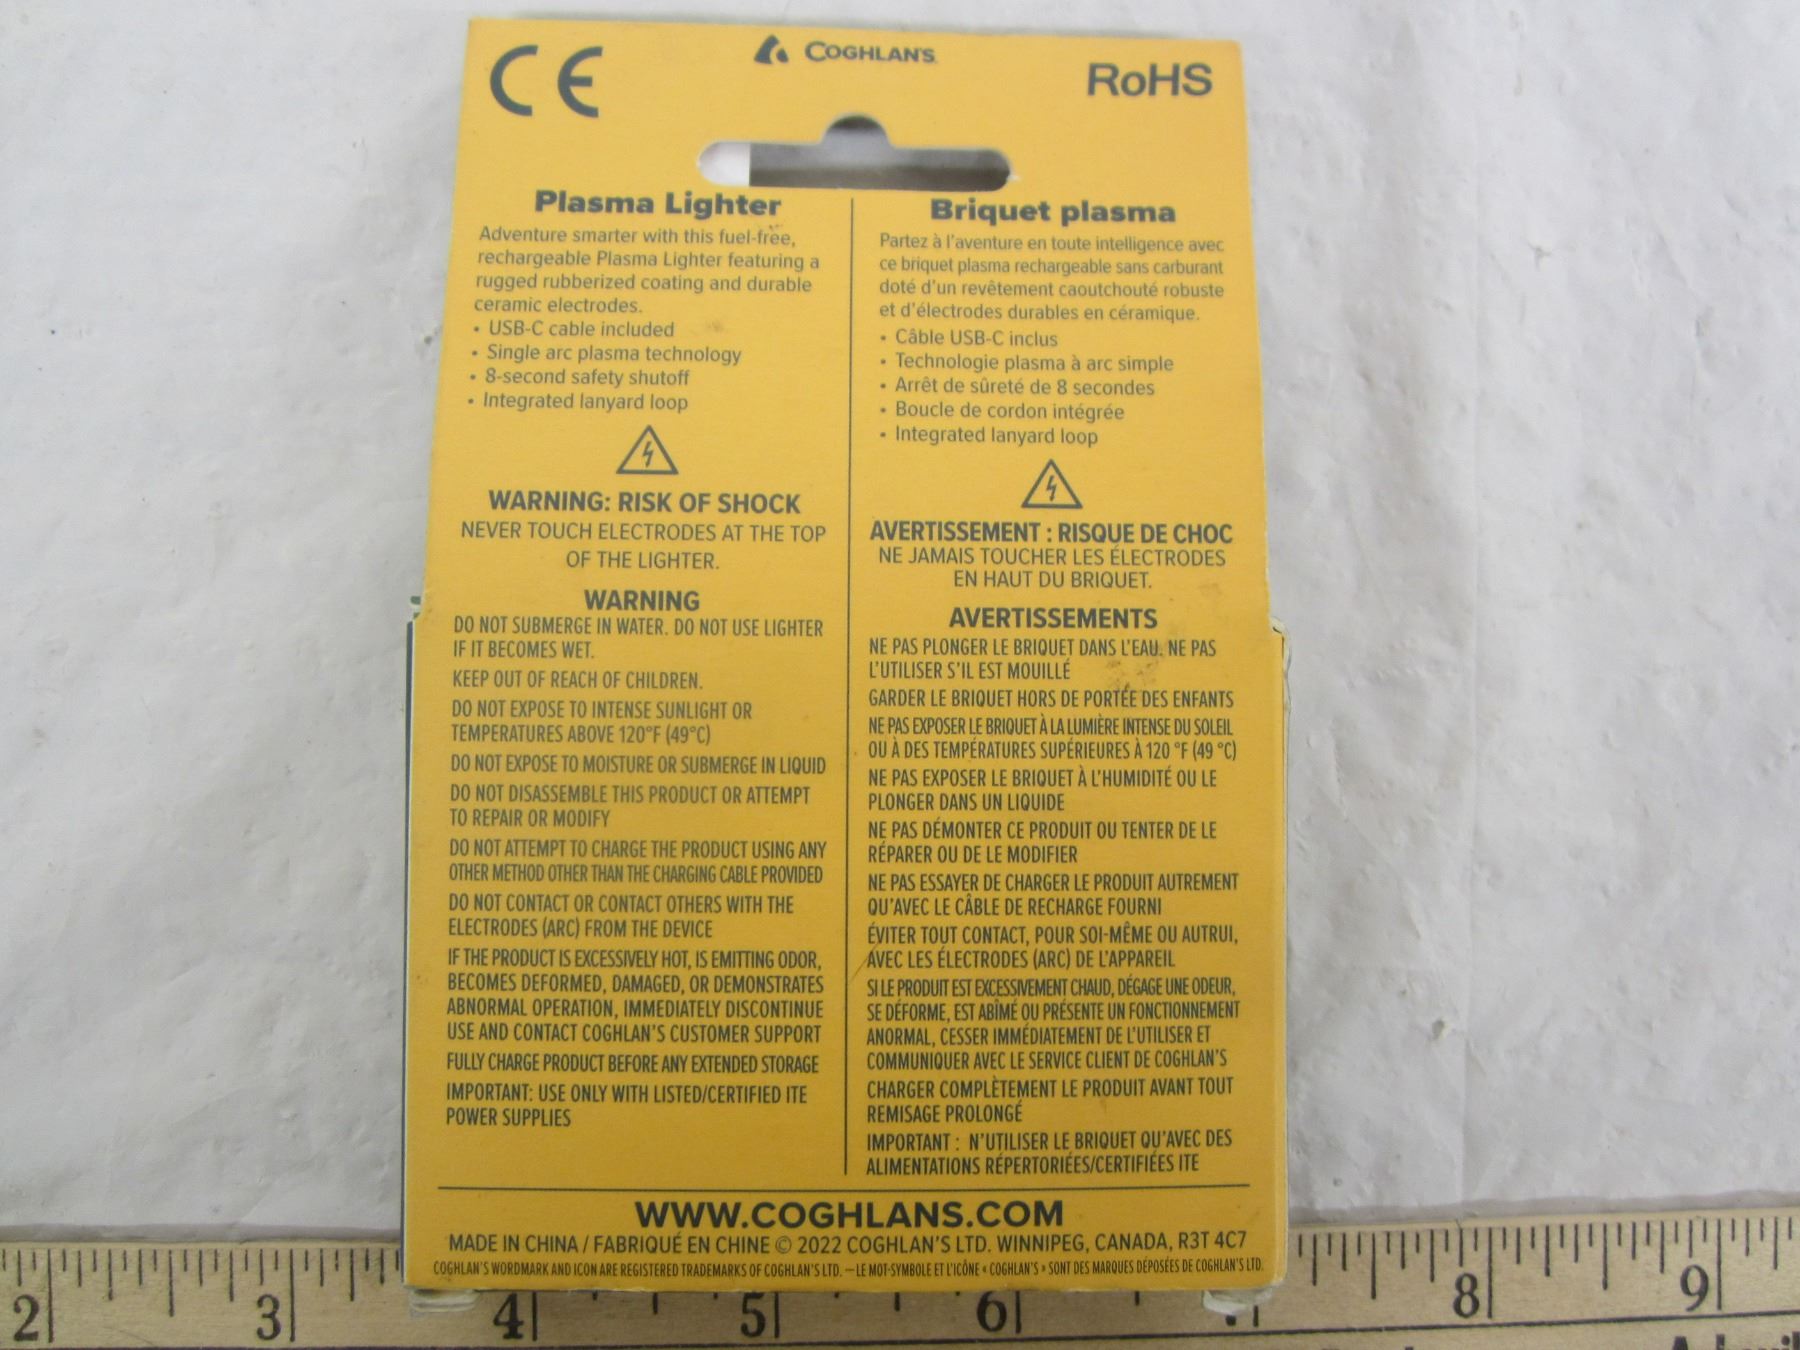 CE
COGHLAN'S
RoHS
Plasma Lighter
Adventure smarter with this fuel-free,
rechargeable Plasma Lighter featuring a
rugged rubberized coating and durable
ceramic electrodes.
• USB-C cable included
• Single arc plasma technology
• 8-second safety shutoff
• Integrated lanyard loop
WARNING: RISK OF SHOCK
NEVER TOUCH ELECTRODES AT THE TOP
OF THE LIGHTER.
WARNING
DO NOT SUBMERGE IN WATER. DO NOT USE LIGHTER
IF IT BECOMES WET.
KEEP OUT OF REACH OF CHILDREN.
DO NOT EXPOSE TO INTENSE SUNLIGHT OR
TEMPERATURES ABOVE 120°F (49°C)
DO NOT EXPOSE TO MOISTURE OR SUBMERGE IN LIQUID
DO NOT DISASSEMBLE THIS PRODUCT OR ATTEMPT
TO REPAIR OR MODIFY
DO NOT ATTEMPT TO CHARGE THE PRODUCT USING ANY
OTHER METHOD OTHER THAN THE CHARGING CABLE PROVIDED
DO NOT CONTACT OR CONTACT OTHERS WITH THE
ELECTRODES (ARC) FROM THE DEVICE
IF THE PRODUCT IS EXCESSIVELY HOT, IS EMITTING ODOR,
BECOMES DEFORMED, DAMAGED, OR DEMONSTRATES
ABNORMAL OPERATION, IMMEDIATELY DISCONTINUE
USE AND CONTACT COGHLAN'S CUSTOMER SUPPORT
FULLY CHARGE PRODUCT BEFORE ANY EXTENDED STORAGE
IMPORTANT: USE ONLY WITH LISTED/CERTIFIED ITE
POWER SUPPLIES
Briquet plasma
Partez à l'aventure en toute intelligence avec
ce briquet plasma rechargeable sans carburant
doté d'un revêtement caoutchouté robuste
et d'électrodes durables en céramique.
• Câble USB-C inclus
• Technologie plasma à arc simple
• Arrêt de sûreté de 8 secondes
• Boucle de cordon intégrée
• Integrated lanyard loop
AVERTISSEMENT : RISQUE DE CHOC
NE JAMAIS TOUCHER LES ÉLECTRODES
EN HAUT DU BRIQUET.
AVERTISSEMENTS
NE PAS PLONGER LE BRIQUET DANS L'EAU. NE PAS
L'UTILISER S'IL EST MOUILLÉ
GARDER LE BRIQUET HORS DE PORTÉE DES ENFANTS
NE PAS EXPOSER LE BRIQUET À LA LUMIÈRE INTENSE DU SOLEIL
OU À DES TEMPÉRATURES SUPÉRIEURES À 120 °F (49 °C)
NE PAS EXPOSER LE BRIQUET À L'HUMIDITÉ OU LE
PLONGER DANS UN LIQUIDE
NE PAS DÉMONTER CE PRODUIT OU TENTER DE LE
RÉPARER OU DE LE MODIFIER
NE PAS ESSAYER DE CHARGER LE PRODUIT AUTREMENT
QU'AVEC LE CÂBLE DE RECHARGE FOURNI
ÉVITER TOUT CONTACT, POUR SOI-MÊME OU AUTRUI,
AVEC LES ÉLECTRODES (ARC) DE L'APPAREIL
SI LE PRODUIT EST EXCESSIVEMENT CHAUD, DÉGAGE UNE ODEUR,
SE DÉFORME, EST ABÎMÉ OU PRÉSENTE UN FONCTIONNEMENT
ANORMAL, CESSER IMMÉDIATEMENT DE L'UTILISER ET
COMMUNIQUER AVEC LE SERVICE CLIENT DE COGHLAN'S
CHARGER COMPLÈTEMENT LE PRODUIT AVANT TOUT
REMISAGE PROLONGÉ
IMPORTANT : N'UTILISER LE BRIQUET QU'AVEC DES
ALIMENTATIONS RÉPERTORIÉES/CERTIFIÉES ITE
WWW.COGHLANS.COM
MADE IN CHINA / FABRIQUÉ EN CHINE © 2022 COGHLAN'S LTD. WINNIPEG, CANADA, R3T 4C7
COGHLAN'S WORDMARK AND ICON ARE REGISTERED TRADEMARKS OF COGHLAN'S LTD. — LE MOT-SYMBOLE ET L'ICÔNE « COGHLAN'S » SONT DES MARQUES DÉPOSÉES DE COGHLAN'S LTD.
2 3 4 5 6 8 9